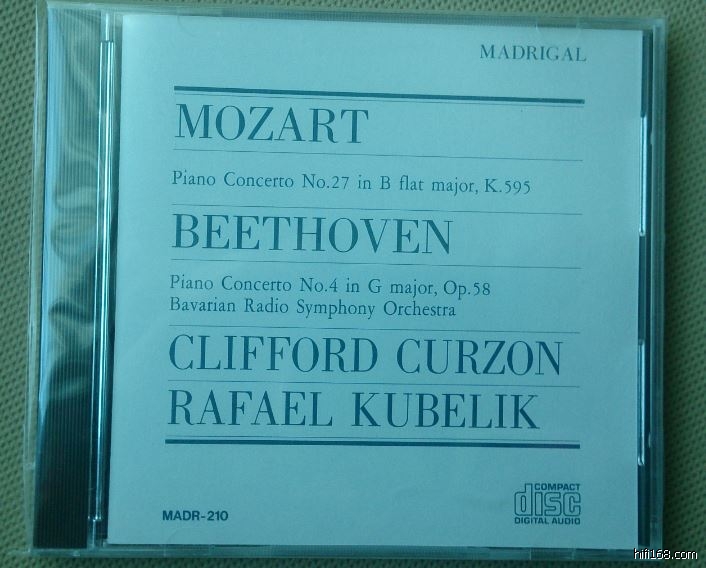 MADRIGAL
MOZART
Piano Concerto No.27 in B flat major, K.595
BEETHOVEN
Piano Concerto No.4 in G major, Op.58
Bavarian Radio Symphony Orchestra
CLIFFORD CURZON
RAFAEL KUBELIK
MADR-210
COMPACT
disc
DIGITAL AUDIO
hifi168.com